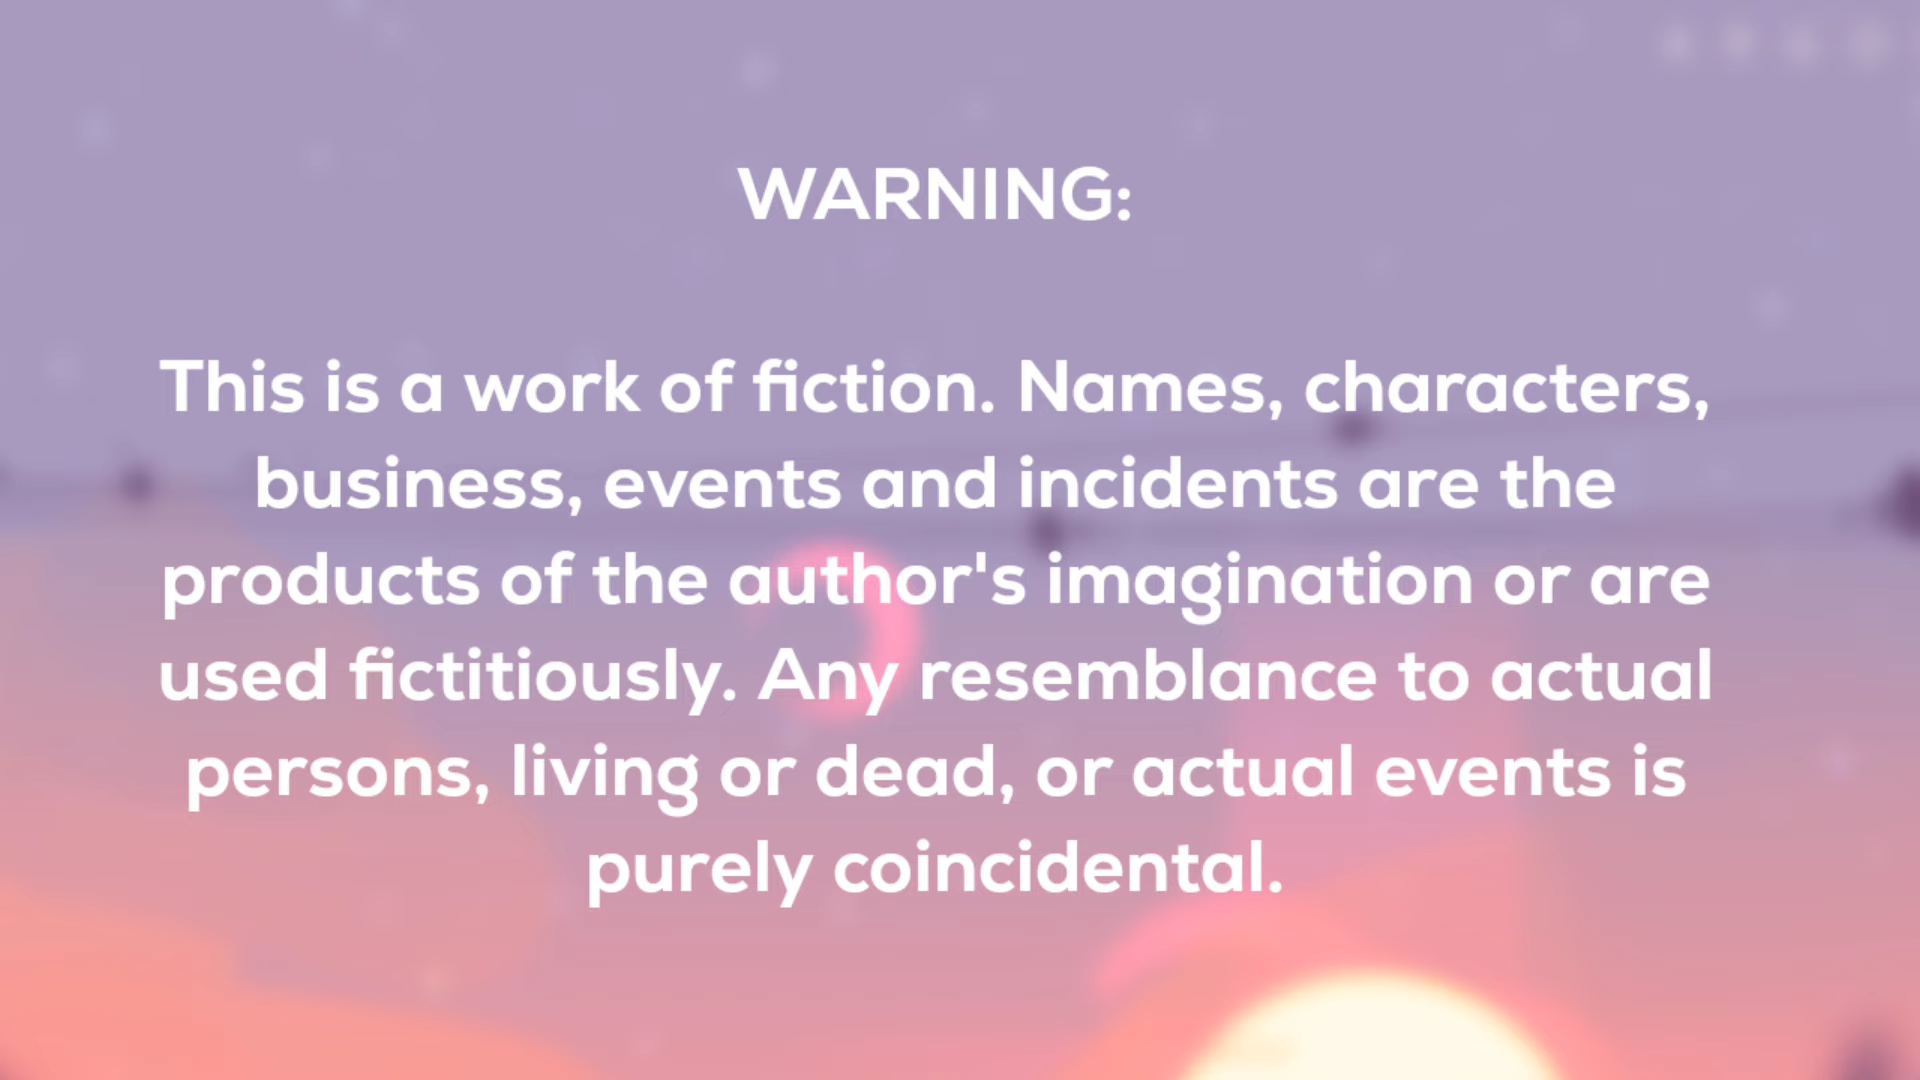 WARNING:
This is a work of fiction. Names, characters,
business, events and incidents are the
products of the author's imagination or are
used fictitiously. Any resemblance to actual
persons, living or dead, or actual events is
purely coincidental.